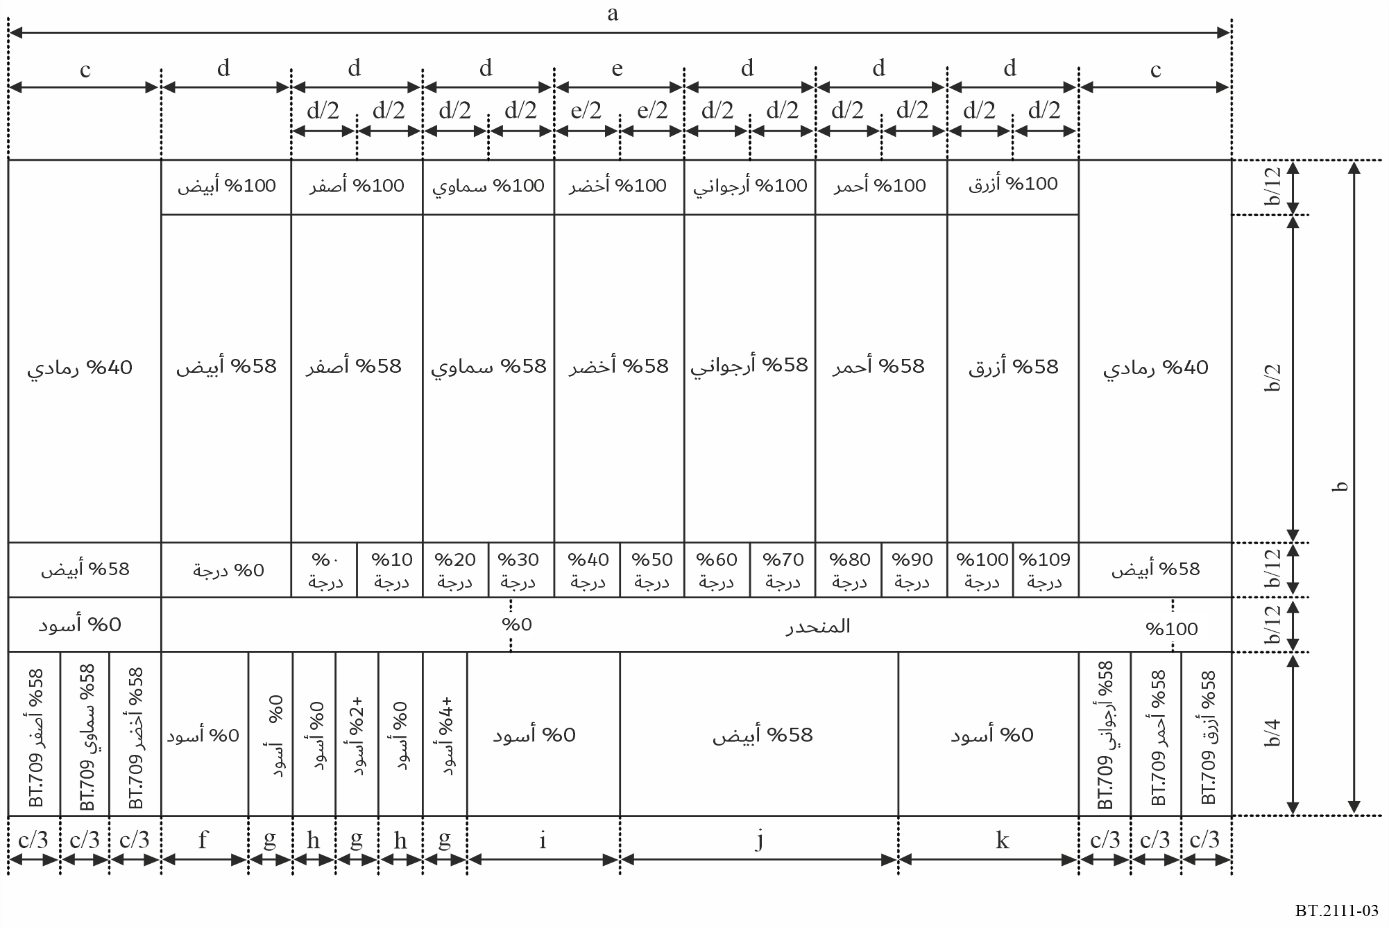 a
c d d d e d d d c
d/2 d/2 d/2 d/2 e/2 e/2 d/2 d/2 d/2 d/2 d/2 d/2
%100 أبيض
%100 أصفر
%100 سماوي
%100 أخضر
%100 أرجواني
%100 أحمر
%100 أزرق
b/12
%40 رمادي
%58 أبيض
%58 أصفر
%58 سماوي
%58 أخضر
%58 أرجواني
%58 أحمر
%58 أزرق
%40 رمادي
b/2
b
%58 أبيض
%0 درجة
%٠
درجة
%10
درجة
%20
درجة
%30
درجة
%40
درجة
%50
درجة
%60
درجة
%70
درجة
%80
درجة
%90
درجة
%100
درجة
%109
درجة
%58 أبيض
b/12
%0 أسود
%0
المنحدر
%100
b/12
%58 أصفر BT.709
%58 سماوي BT.709
%58 أخضر BT.709
%0 أسود
%0 أسود
%0 أسود
+%2 أسود
%0 أسود
+%4 أسود
%0 أسود
%58 أبيض
%0 أسود
%58 أرجواني BT.709
%58 أحمر BT.709
%58 أزرق BT.709
b/4
c/3 c/3 c/3 f g h g h g i j k c/3 c/3 c/3
BT.2111-03